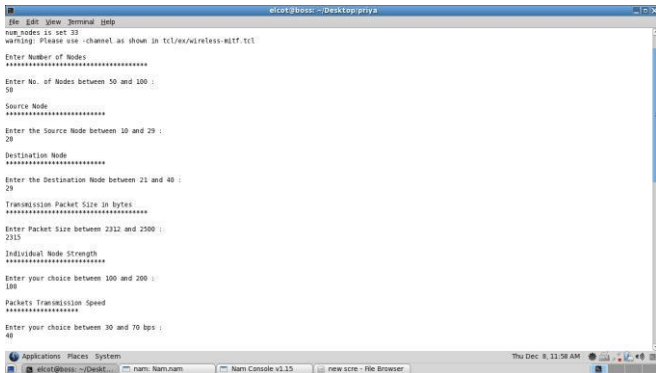 elcot@boss: ~/Desktop/priya
File Edit View Terminal Help
num_nodes is set 33
warning: Please use -channel as shown in tcl/ex/wireless-mitf.tcl
Enter Number of Nodes
************************************
Enter No. of Nodes between 50 and 100 :
50
Source Node
*************************
Enter the Source Node between 10 and 29 :
20
Destination Node
*************************
Enter the Destination Node between 21 and 40 :
29
Transmission Packet Size in bytes
************************************
Enter Packet Size between 2312 and 2500 :
2315
Individual Node Strength
*************************
Enter your choice between 100 and 200 :
100
Packets Transmission Speed
******************
Enter your choice between 30 and 70 bps :
40
Applications Places System
Thu Dec 8, 11:58 AM
elcot@boss: ~/Deskt...
nam: Nam.nam
Nam Console v1.15
new scre - File Browser